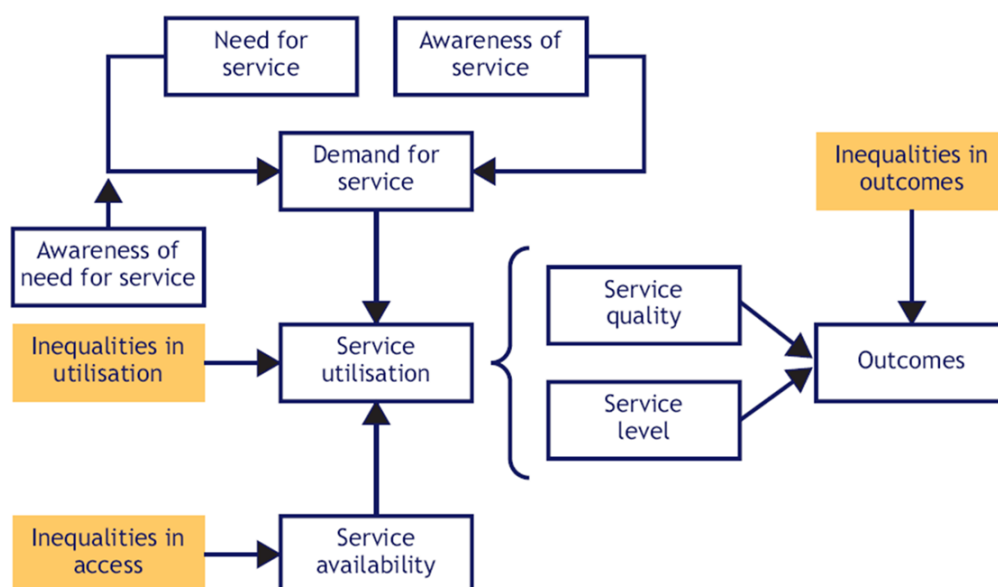 Need for
service
Awareness of
service
Demand for
service
Inequalities in
outcomes
Awareness of
need for service
Service
quality
Inequalities in
utilisation
Service
utilisation
Outcomes
Service
level
Inequalities in
access
Service
availability